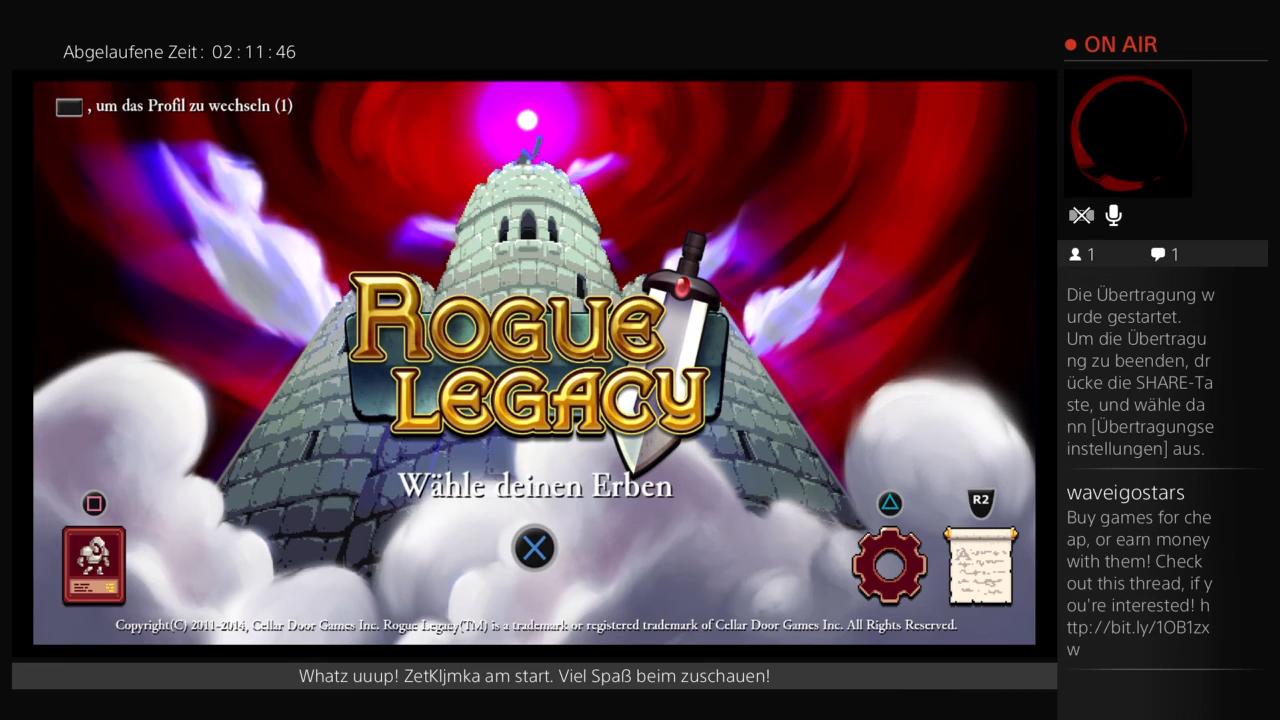 Abgelaufene Zeit: 02:11:46
ON AIR
, um das Profil zu wechseln (1)
ROGUE
LEGACY
Wähle deinen Erben
R2
Copyright(C) 2011-2014, Cellar Door Games Inc. Rogue Legacy(TM) is a trademark or registered trademark of Cellar Door Games Inc. All Rights Reserved.
Whatz uuup! ZetKljmka am start. Viel Spaß beim zuschauen!
1
1
Die Übertragung w
urde gestartet.
Um die Übertragu
ng zu beenden, dr
ücke die SHARE-Ta
ste, und wähle da
nn [Übertragungse
instellungen] aus.
waveigostars
Buy games for che
ap, or earn money
with them! Check
out this thread, if y
ou're interested! h
ttp://bit.ly/1OB1zx
w